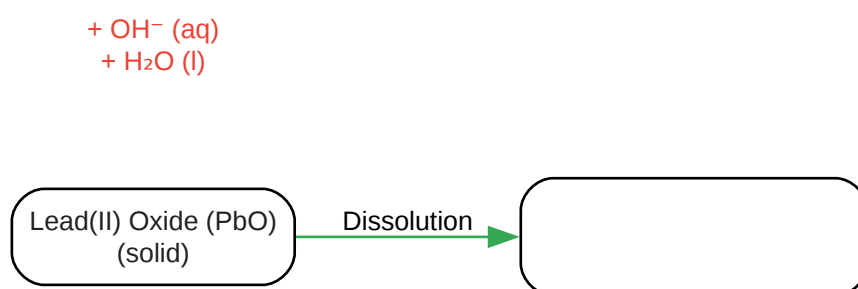 + OH⁻ (aq)
+ H₂O (l)
Lead(II) Oxide (PbO)
(solid)
Dissolution